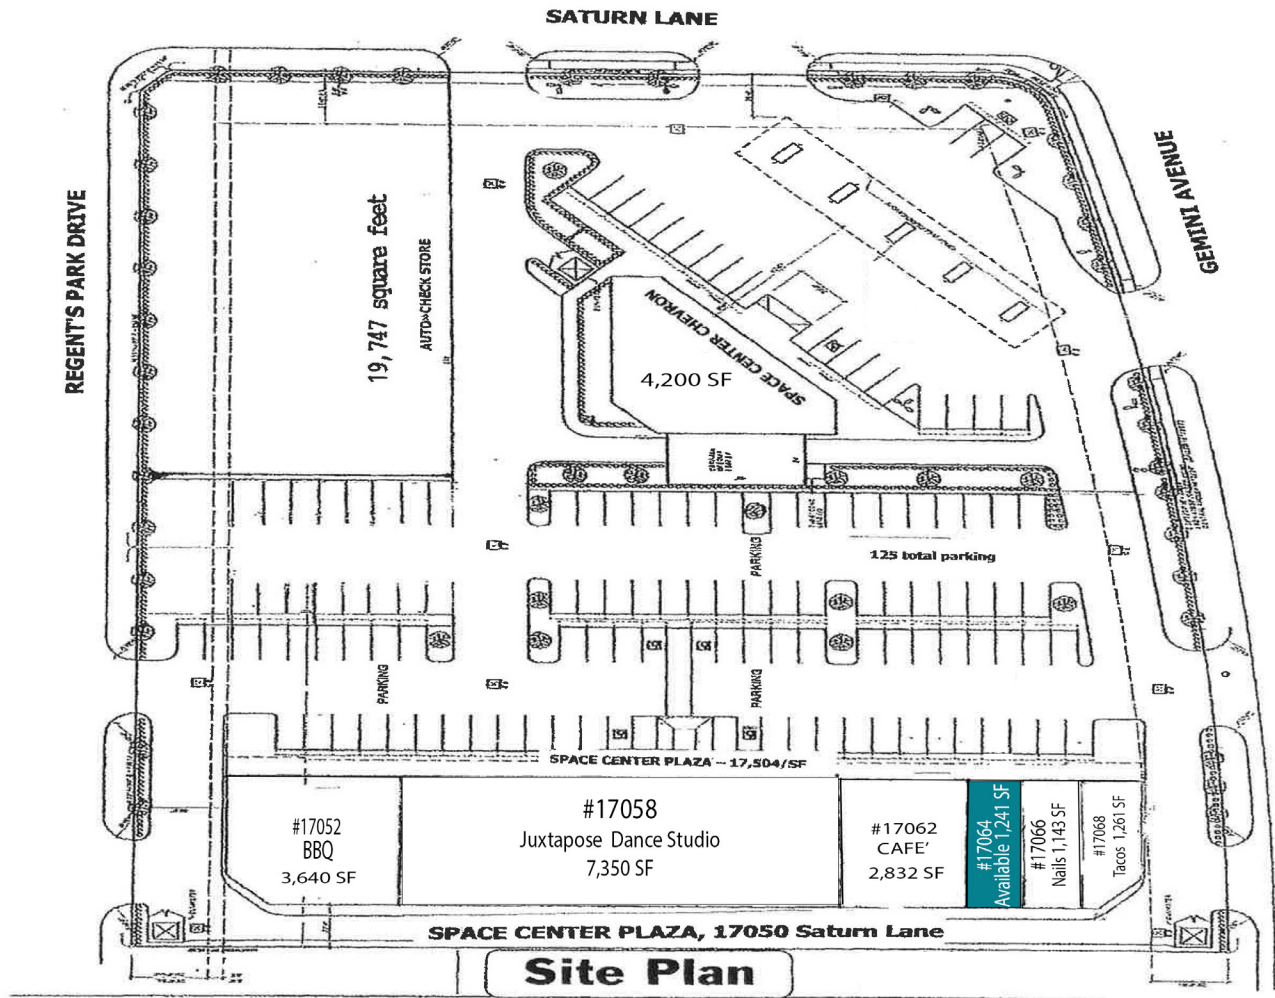 SATURN LANE
REGENT'S PARK DRIVE
GEMINI AVENUE
19,747 square feet
AUTO-CHECK STORE
SPACE CENTER CHEVRON
4,200 SF
PARKING
125 total parking
PARKING
PARKING
SPACE CENTER PLAZA - 17,504/SF
#17052
BBQ
3,640 SF
#17058
Juxtapose Dance Studio
7,350 SF
#17062
CAFE'
2,832 SF
#17064
Available 1,241 SF
#17066
Nails 1,143 SF
#17068
Tacos 1,261 SF
SPACE CENTER PLAZA, 17050 Saturn Lane
Site Plan